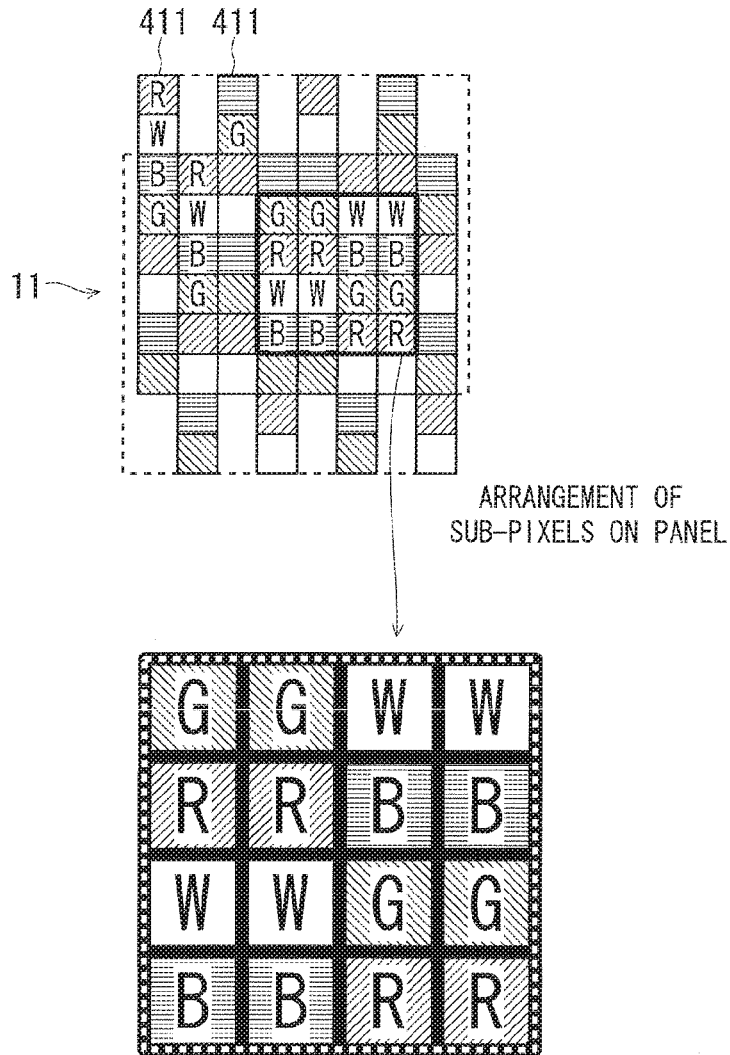 411 411
R
W G
B R
G W G G W W
B R R B B
11 G W W G G
B B R R
ARRANGEMENT OF
SUB-PIXELS ON PANEL
G G W W
R R B B
W W G G
B B R R